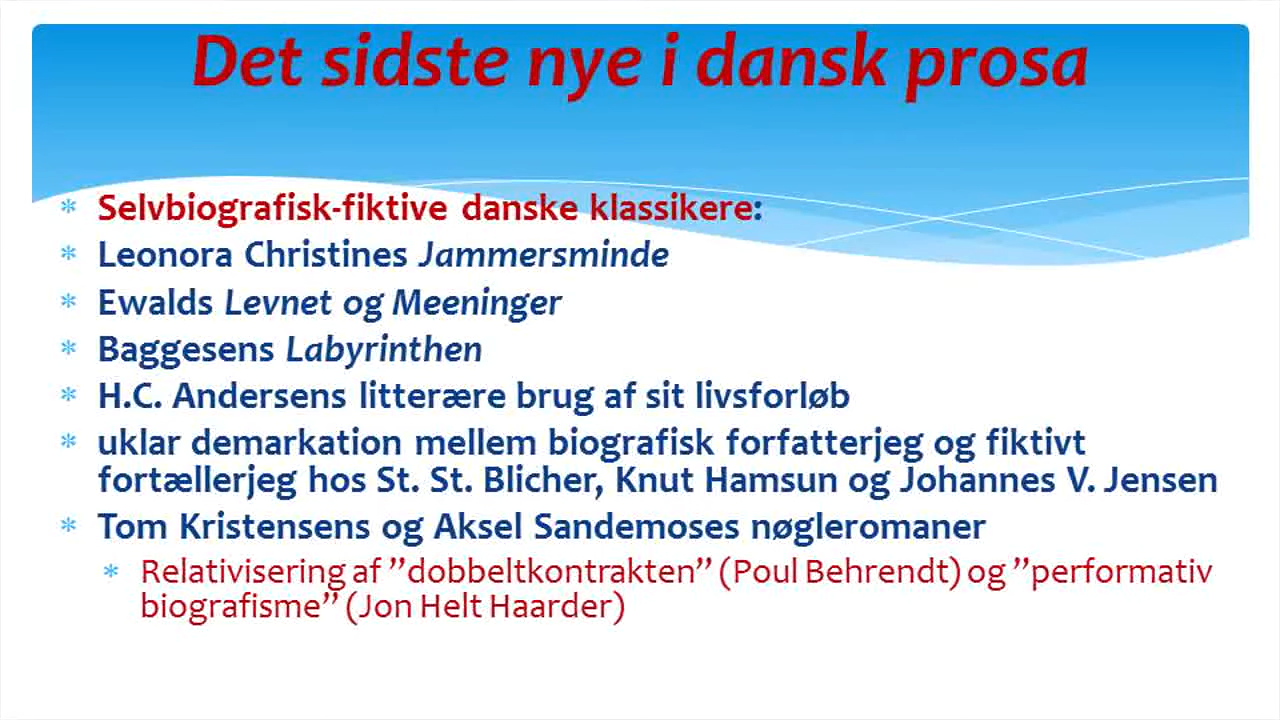 Det sidste nye i dansk prosa
* Selvbiografisk-fiktive danske klassikere:
* Leonora Christines Jammersminde
* Ewalds Levnet og Meeninger
* Baggesens Labyrinthen
* H.C. Andersens litterære brug af sit livsforløb
* uklar demarkation mellem biografisk forfatterjeg og fiktivt
fortællerjeg hos St. St. Blicher, Knut Hamsun og Johannes V. Jensen
* Tom Kristensens og Aksel Sandemoses nøgleromaner
* Relativisering af ”dobbeltkontrakten” (Poul Behrendt) og ”performativ
biografisme” (Jon Helt Haarder)